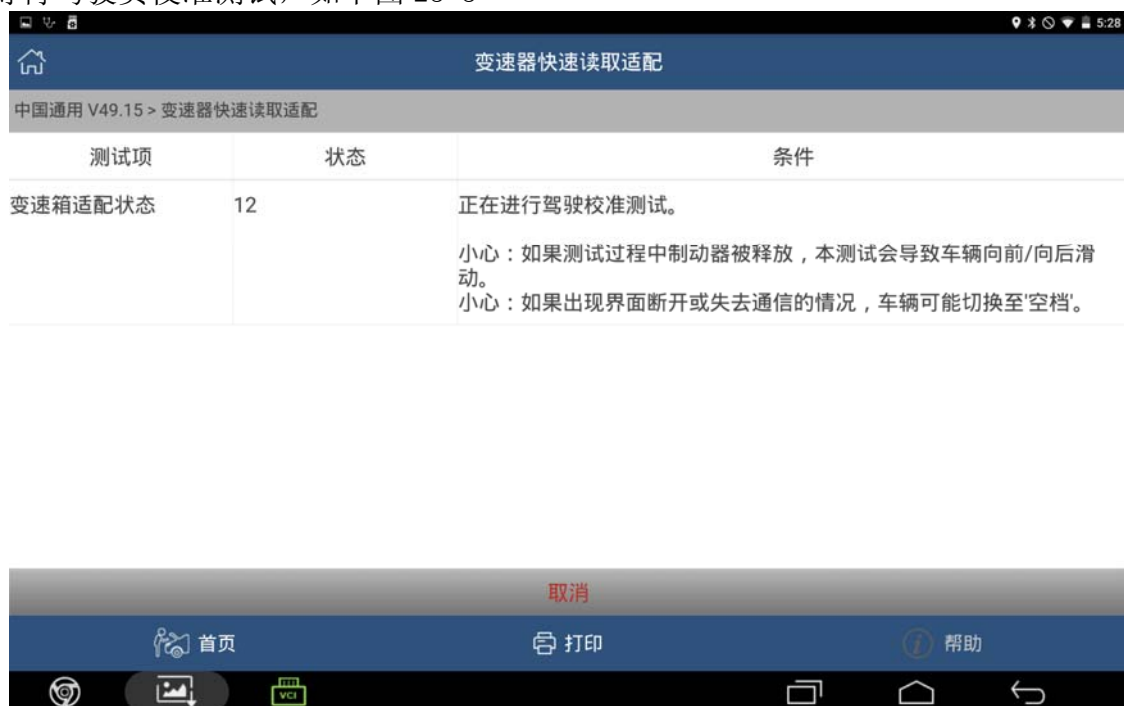 5:28
变速器快速读取适配
中国通用 V49.15 > 变速器快速读取适配
测试项 状态 条件
变速箱适配状态 12 正在进行驾驶校准测试。
小心：如果测试过程中制动器被释放，本测试会导致车辆向前/向后滑
动。
小心：如果出现界面断开或失去通信的情况，车辆可能切换至'空档'。
取消
首页 打印 帮助
VCI